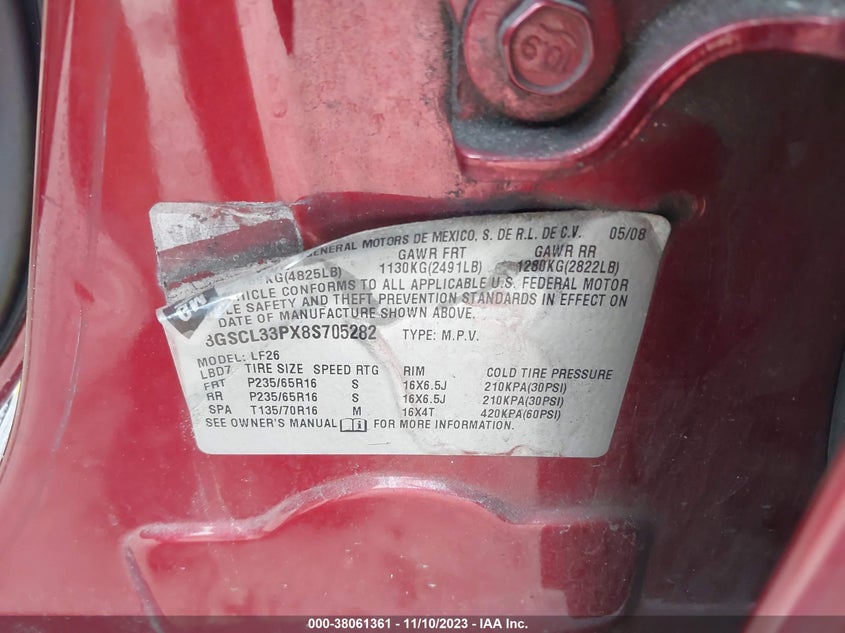 GENERAL MOTORS DE MEXICO, S. DE R.L. DE C.V. 05/08
GAWR FRT GAWR RR
KG(4825LB) 1130KG(2491LB) 1280KG(2822LB)
VEHICLE CONFORMS TO ALL APPLICABLE U.S. FEDERAL MOTOR
SAFETY AND THEFT PREVENTION STANDARDS IN EFFECT ON
DATE OF MANUFACTURE SHOWN ABOVE.
3GSCL33PX8S705282 TYPE: M.P.V.
MODEL: LF26
LBD7 TIRE SIZE SPEED RTG RIM COLD TIRE PRESSURE
FRT P235/65R16 S 16X6.5J 210KPA(30PSI)
RR P235/65R16 S 16X6.5J 210KPA(30PSI)
SPA T135/70R16 M 16X4T 420KPA(60PSI)
SEE OWNER'S MANUAL FOR MORE INFORMATION.
000-38061361 - 11/10/2023 - IAA Inc.